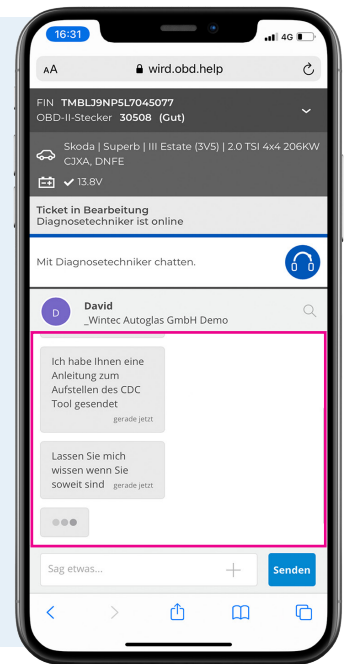 16:31
4G
AA
wird.obd.help
FIN TMBLJ9NP5L7045077
OBD-II-Stecker 30508 (Gut)
Skoda | Superb | III Estate (3V5) | 2.0 TSI 4x4 206KW
CJXA, DNFE
13.8V
Ticket in Bearbeitung
Diagnosetechniker ist online
Mit Diagnosetechniker chatten.
D
David
_Wintec Autoglas GmbH Demo
Ich habe Ihnen eine
Anleitung zum
Aufstellen des CDC
Tool gesendet
gerade jetzt
Lassen Sie mich
wissen wenn Sie
soweit sind gerade jetzt
Sag etwas...
Senden